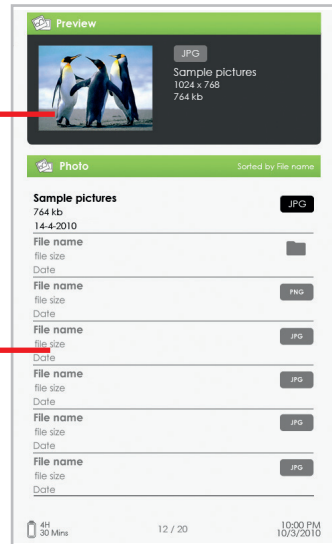 Preview
JPG
Sample pictures
1024 x 768
764 kb
Photo
Sorted by File name
Sample pictures
764 kb
JPG
14-4-2010
File name
file size
Date
File name
file size
PNG
Date
File name
file size
JPG
Date
File name
file size
JPG
Date
File name
file size
JPG
Date
File name
file size
JPG
Date
4H
30 Mins
12 / 20
10:00 PM
10/3/2010